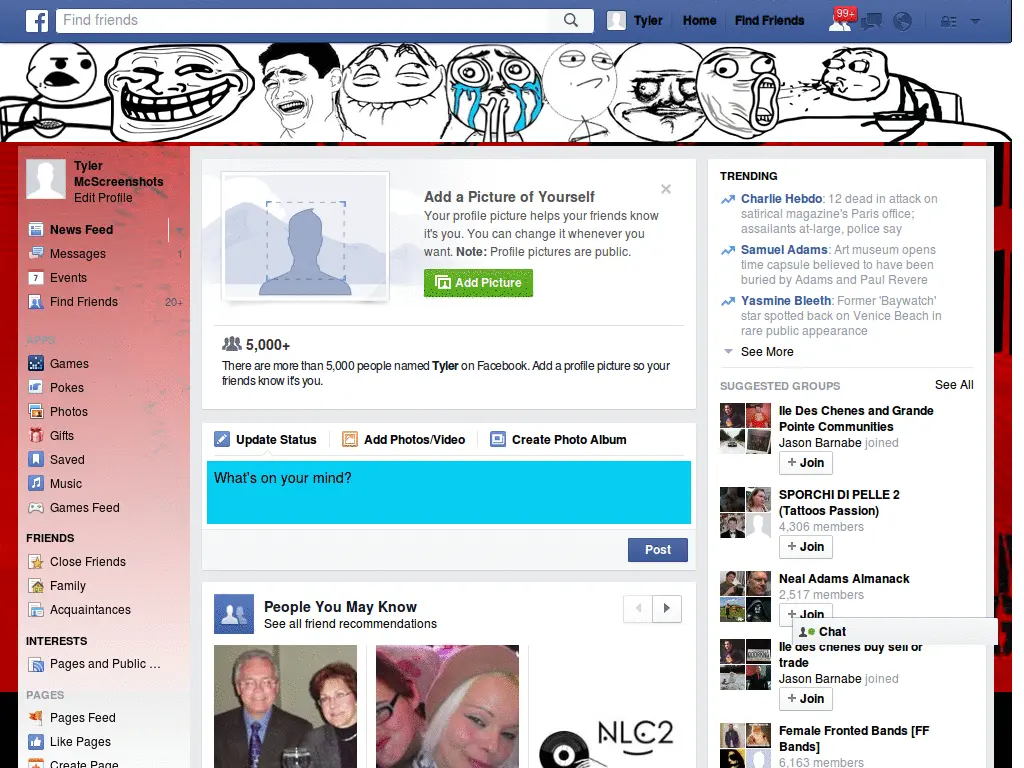 f
Find friends
Tyler
Home
Find Friends
99+
Tyler
McScreenshots
Edit Profile
News Feed
Messages
1
7
Events
Find Friends
20+
APPS
Games
Pokes
Photos
Gifts
Saved
Music
Games Feed
FRIENDS
Close Friends
Family
Acquaintances
INTERESTS
Pages and Public ...
PAGES
Pages Feed
Like Pages
Create Page
Add a Picture of Yourself
Your profile picture helps your friends know
it's you. You can change it whenever you
want. Note: Profile pictures are public.
Add Picture
5,000+
There are more than 5,000 people named Tyler on Facebook. Add a profile picture so your
friends know it's you.
Update Status
Add Photos/Video
Create Photo Album
What's on your mind?
Post
People You May Know
See all friend recommendations
NLC2
TRENDING
Charlie Hebdo: 12 dead in attack on
satirical magazine's Paris office;
assailants at-large, police say
Samuel Adams: Art museum opens
time capsule believed to have been
buried by Adams and Paul Revere
Yasmine Bleeth: Former 'Baywatch'
star spotted back on Venice Beach in
rare public appearance
See More
SUGGESTED GROUPS
See All
Ile Des Chenes and Grande
Pointe Communities
Jason Barnabe joined
+ Join
SPORCHI DI PELLE 2
(Tattoos Passion)
4,306 members
+ Join
Neal Adams Almanack
2,517 members
+ Join
Chat
Ile des chenes buy sell or
trade
Jason Barnabe joined
+ Join
Female Fronted Bands [FF
Bands]
6,163 members